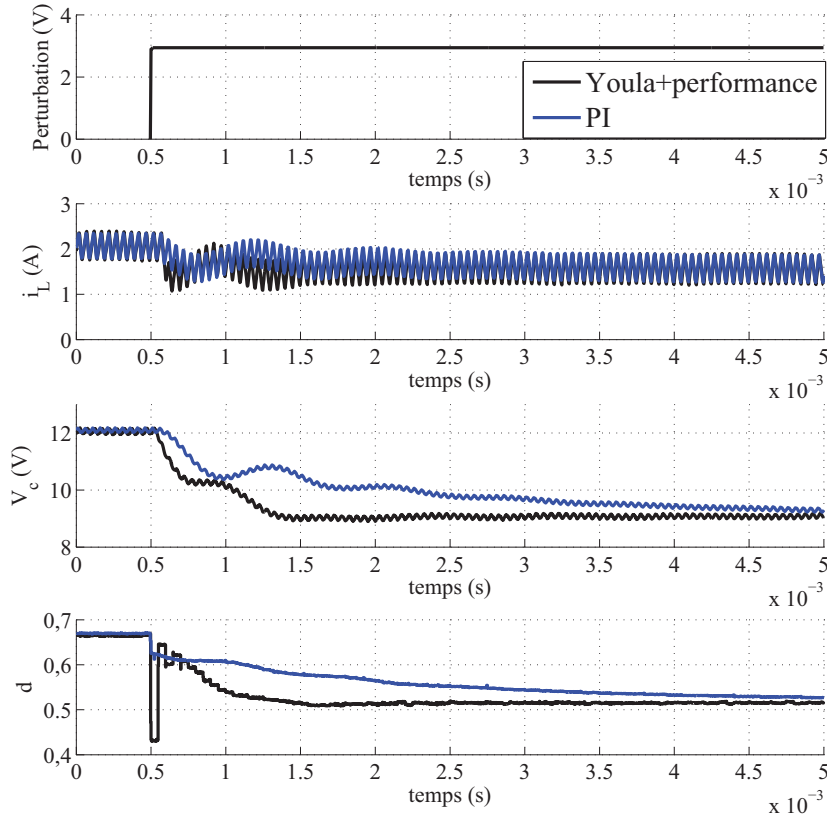 4
2
0
Perturbation (V)
Youla+performance
PI
0 0.5 1 1.5 2 2.5 3 3.5 4 4.5 5
temps (s)
x 10⁻³
3
2
1
0
i_L (A)
0 0.5 1 1.5 2 2.5 3 3.5 4 4.5 5
temps (s)
x 10⁻³
12
10
8
V_c (V)
0 0.5 1 1.5 2 2.5 3 3.5 4 4.5 5
temps (s)
x 10⁻³
0,7
0,6
0.5
0,4
d
0 0.5 1 1.5 2 2.5 3 3.5 4 4.5 5
temps (s)
x 10⁻³